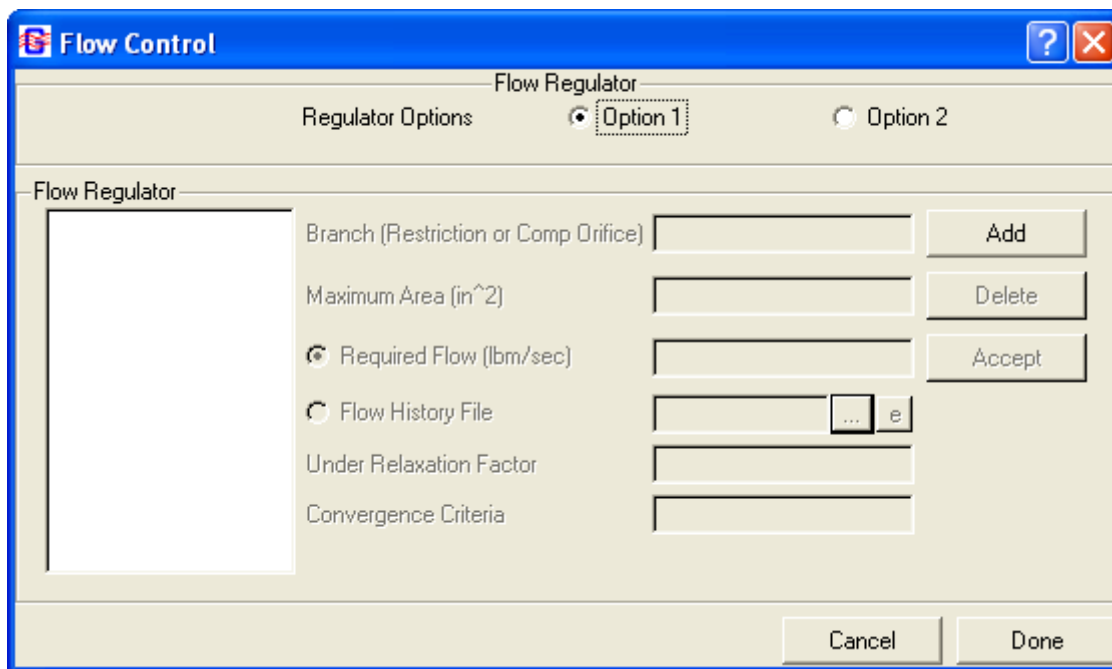 Flow Control
Flow Regulator
Regulator Options Option 1 Option 2
Flow Regulator
Branch (Restriction or Comp Orifice) Add
Maximum Area (in^2) Delete
Required Flow (lbm/sec) Accept
Flow History File ... e
Under Relaxation Factor
Convergence Criteria
Cancel Done